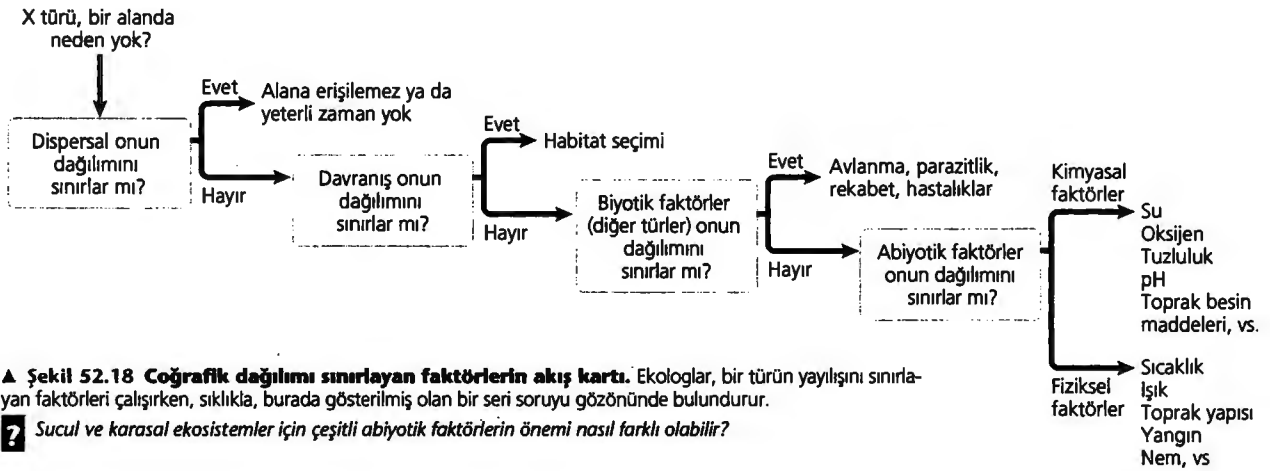 X türü, bir alanda
neden yok?
Dispersal onun
dağılımını
sınırlar mı?
Evet
Alana erişilemez ya da
yeterli zaman yok
Hayır
Davranış onun
dağılımını
sınırlar mı?
Evet
Habitat seçimi
Hayır
Biyotik faktörler
(diğer türler) onun
dağılımını
sınırlar mı?
Evet
Avlanma, parazitlik,
rekabet, hastalıklar
Hayır
Abiyotik faktörler
onun dağılımını
sınırlar mı?
Kimyasal
faktörler
Su
Oksijen
Tuzluluk
pH
Toprak besin
maddeleri, vs.
Fiziksel
faktörler
Sıcaklık
Işık
Toprak yapısı
Yangın
Nem, vs
▲ Şekil 52.18 Coğrafik dağılımı sınırlayan faktörlerin akış kartı. Ekologlar, bir türün yayılışını sınırla-
yan faktörleri çalışırken, sıklıkla, burada gösterilmiş olan bir seri soruyu gözönünde bulundurur.
? Sucul ve karasal ekosistemler için çeşitli abiyotik faktörlerin önemi nasıl farklı olabilir?